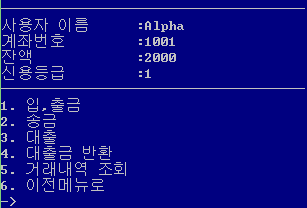 사용자 이름 :Alpha
계좌번호 :1001
잔액 :2000
신용등급 :1
1. 입,출금
2. 송금
3. 대출
4. 대출금 반환
5. 거래내역 조회
6. 이전메뉴로
->